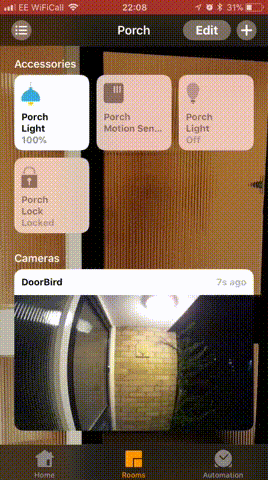 EE WiFiCall 22:08 31%
Porch Edit
Accessories
Porch
Light
100%
Porch
Motion Sen...
Porch
Light
Off
Porch
Lock
Locked
Cameras
DoorBird 7s ago
Home Rooms Automation